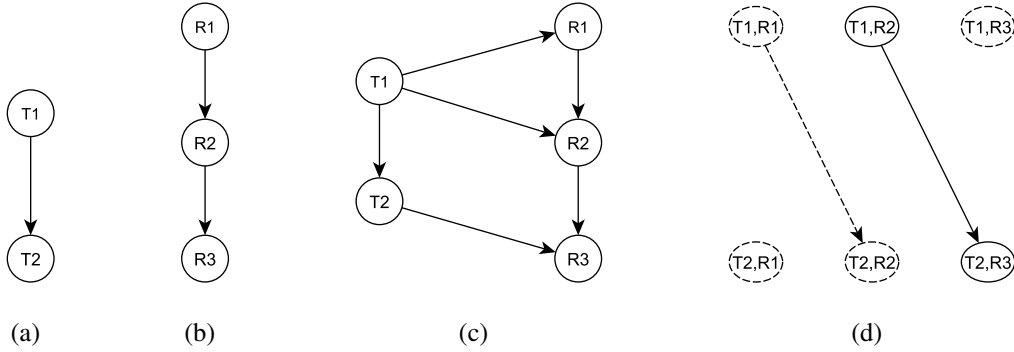 T1
T2
(a)
R1
R2
R3
(b)
T1
T2
R1
R2
R3
(c)
T1,R1
T1,R2
T1,R3
T2,R1
T2,R2
T2,R3
(d)